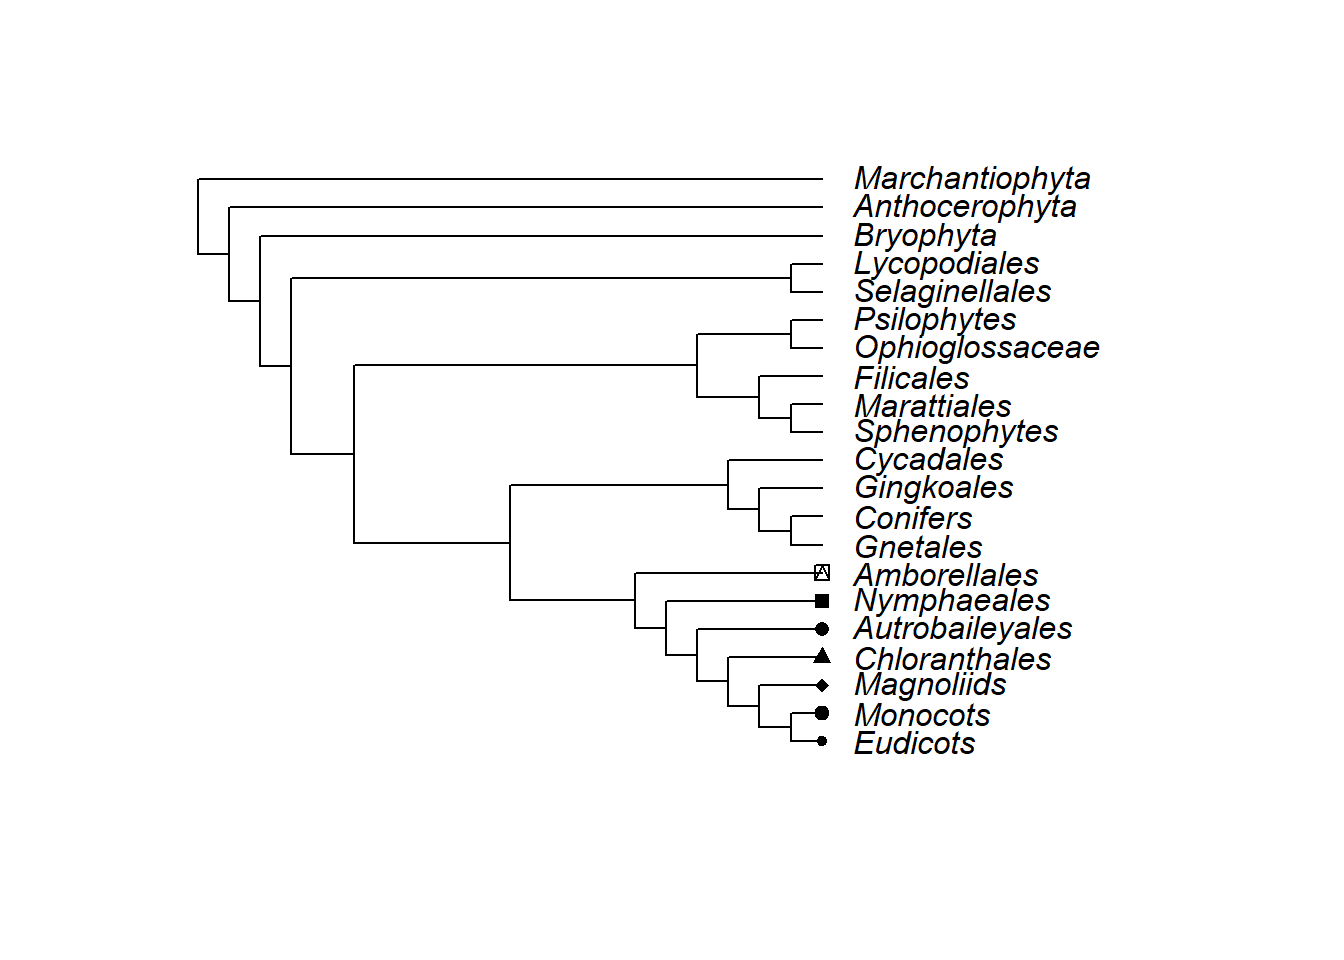 Marchantiophyta
Anthocerophyta
Bryophyta
Lycopodiales
Selaginellales
Psilophytes
Ophioglossaceae
Filicales
Marattiales
Sphenophytes
Cycadales
Gingkoales
Conifers
Gnetales
Amborellales
Nymphaeales
Autrobaileyales
Chloranthales
Magnoliids
Monocots
Eudicots